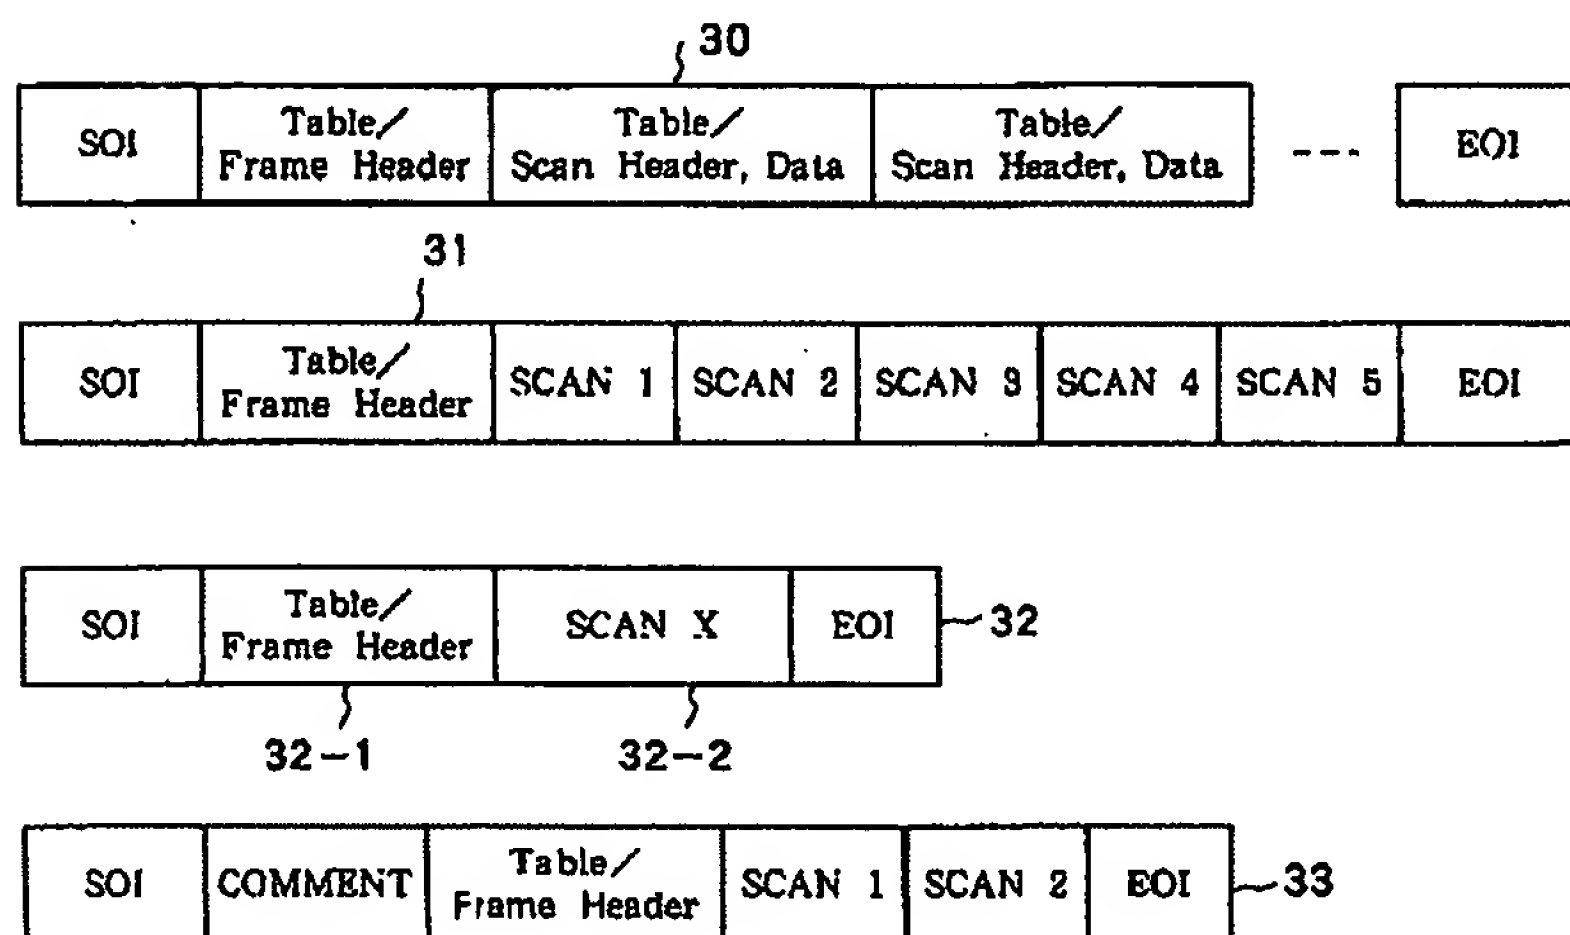 30
SOI
Table/
Frame Header
Table/
Scan Header, Data
Table/
Scan Header, Data
EOI
31
SOI
Table/
Frame Header
SCAN 1
SCAN 2
SCAN 3
SCAN 4
SCAN 5
EOI
SOI
Table/
Frame Header
SCAN X
EOI
32
32-1
32-2
SOI
COMMENT
Table/
Frame Header
SCAN 1
SCAN 2
EOI
33